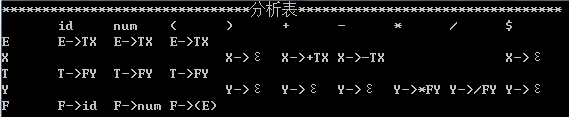 *******************************分析表*******************************
id num ( ) + - * / $
E E->TX E->TX E->TX
X X->ε X->+TX X->-TX X->ε
T T->FY T->FY T->FY
Y Y->ε Y->ε Y->ε Y->*FY Y->/FY Y->ε
F F->id F->num F->(E)